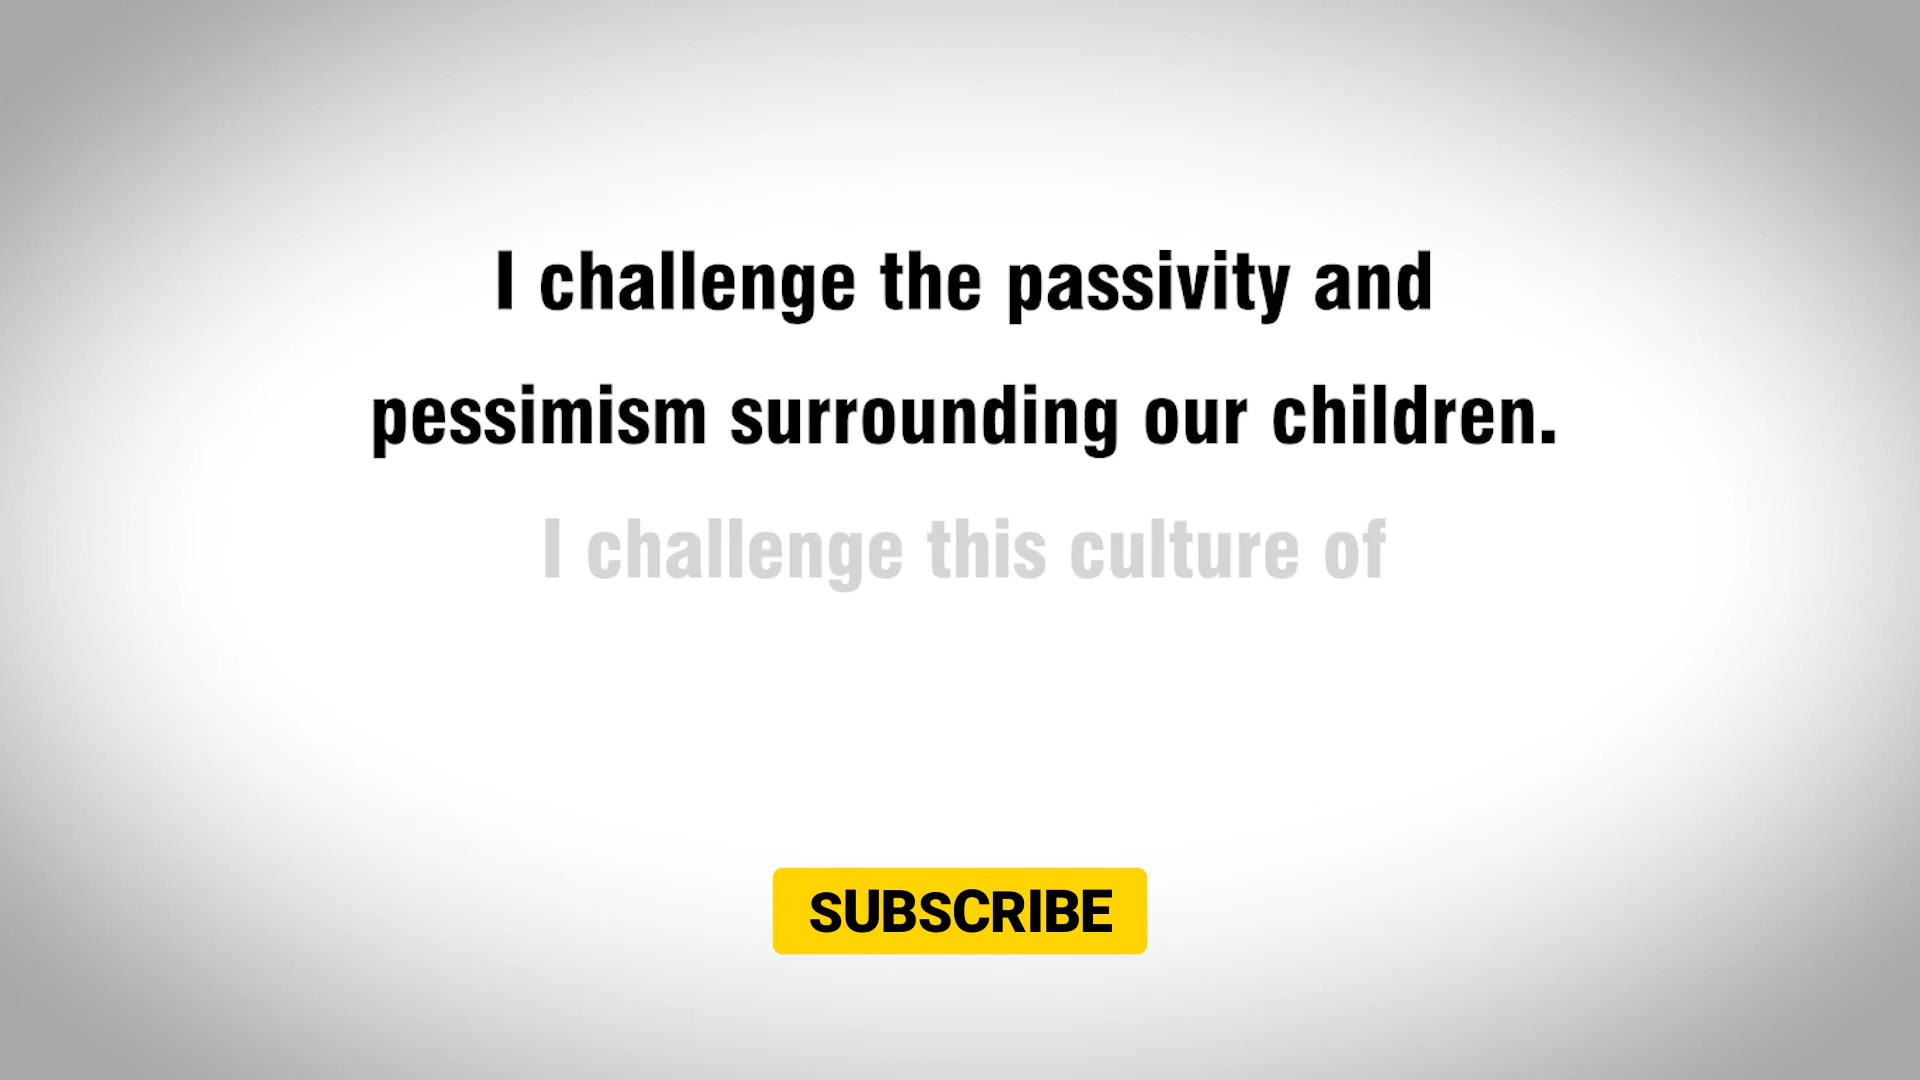 I challenge the passivity and
pessimism surrounding our children.
I challenge this culture of
SUBSCRIBE